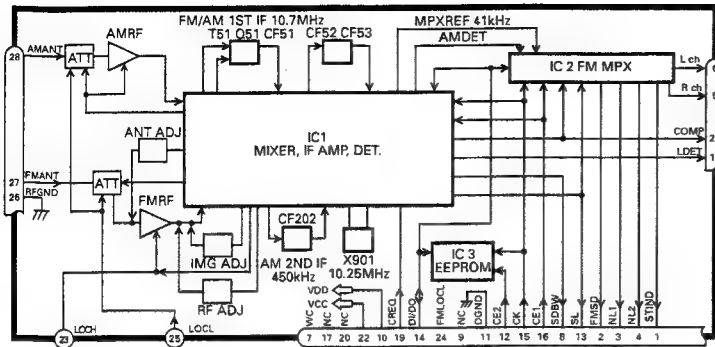 FM/AM 1ST IF 10.7MHz
T51 Q51 CF51
CF52 CF53
MPXREF 41kHz
AMDET
AMRF
28
AMANT
ATT
IC 2 FM MPX
L ch
R ch
IC1
MIXER, IF AMP, DET.
ANT ADJ
COMP
LDET
27
FMANT
ATT
26
RFGND
FMRF
CF202
AM 2ND IF
450kHz
X901
10.25MHz
IC 3
EEPROM
IMG ADJ
RF ADJ
VDD
VCC
LOCH
23
LOCL
25
WC
NC
NC
CREQ
DI/DO
FMLOCL
NC
DGND
CE2
CK
CE1
SDBW
SL
FMSD
NL1
NL2
STIND
7 17 20 22 10 19 14 24 9 11 12 15 16 8 13 2 3 4 1